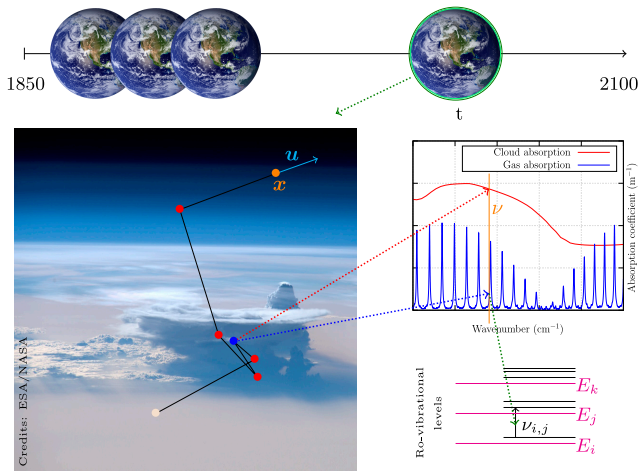 1850
2100
t
u
x
Cloud absorption
Gas absorption
ν
Absorption coefficient (m⁻¹)
Wavenumber (cm⁻¹)
Credits: ESA/NASA
Ro-vibrational
levels
E_k
E_j
ν_{i,j}
E_i